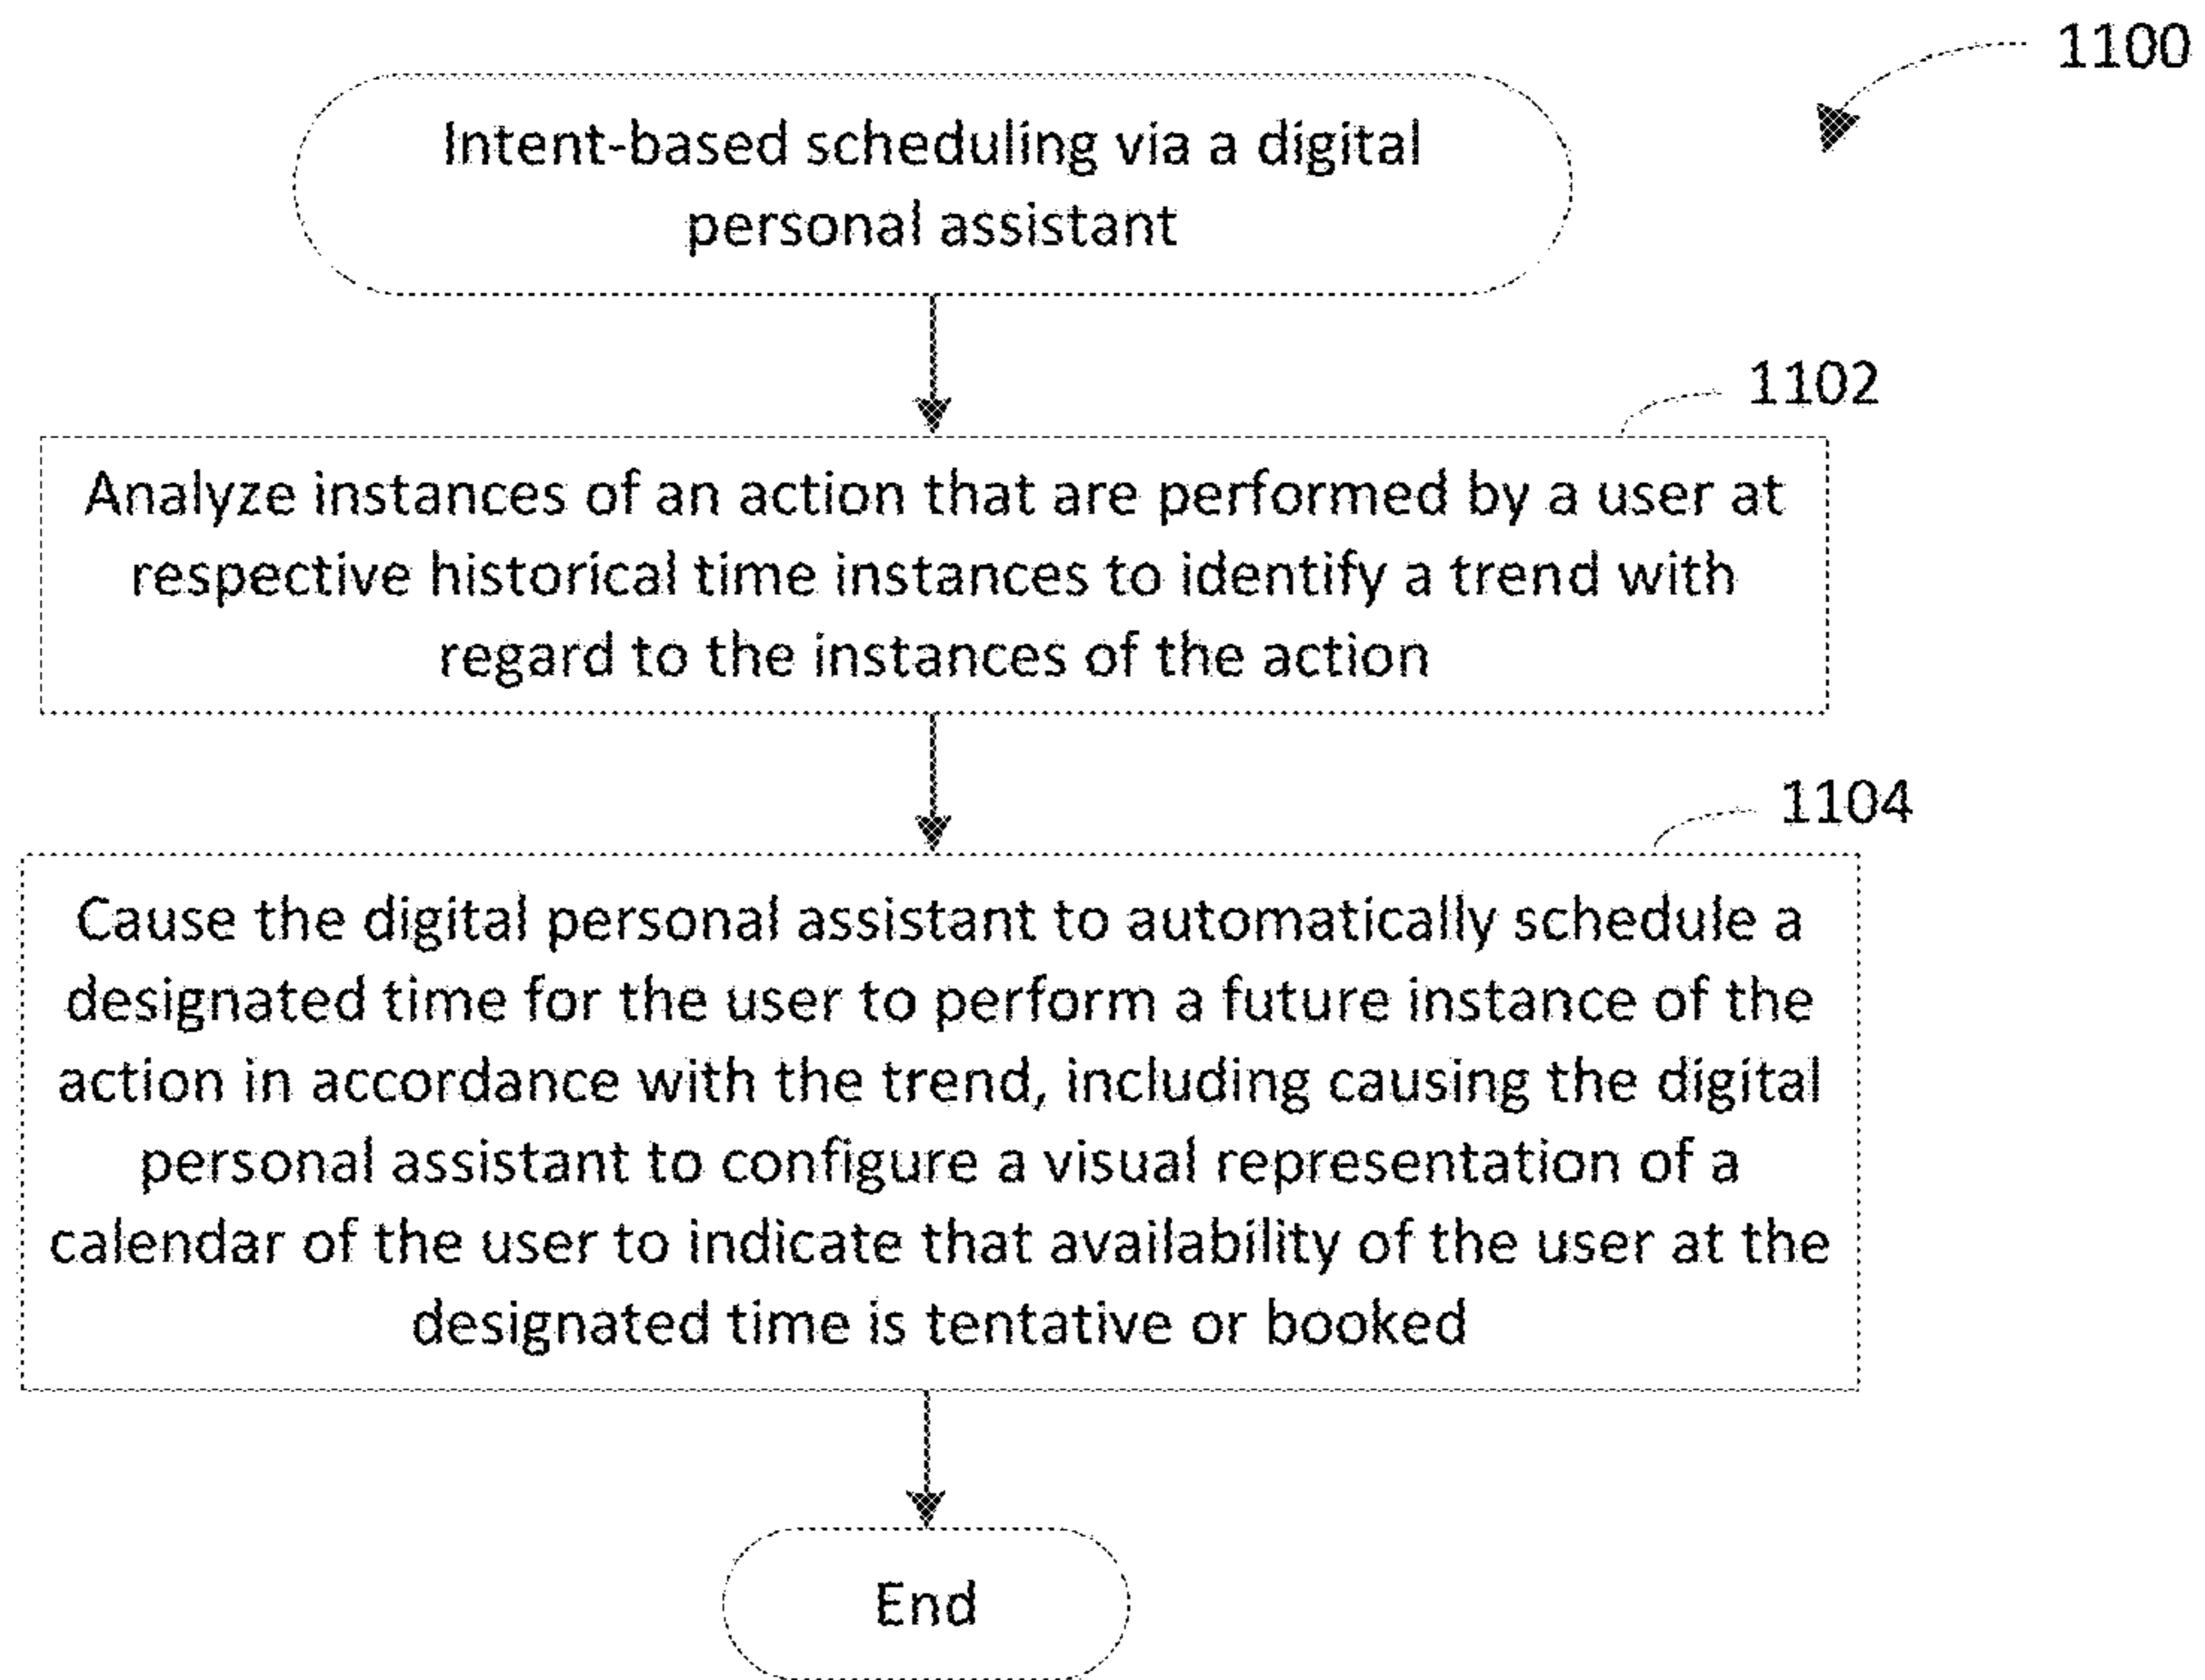 1100
Intent-based scheduling via a digital
personal assistant
1102
Analyze instances of an action that are performed by a user at
respective historical time instances to identify a trend with
regard to the instances of the action
1104
Cause the digital personal assistant to automatically schedule a
designated time for the user to perform a future instance of the
action in accordance with the trend, including causing the digital
personal assistant to configure a visual representation of a
calendar of the user to indicate that availability of the user at the
designated time is tentative or booked
End